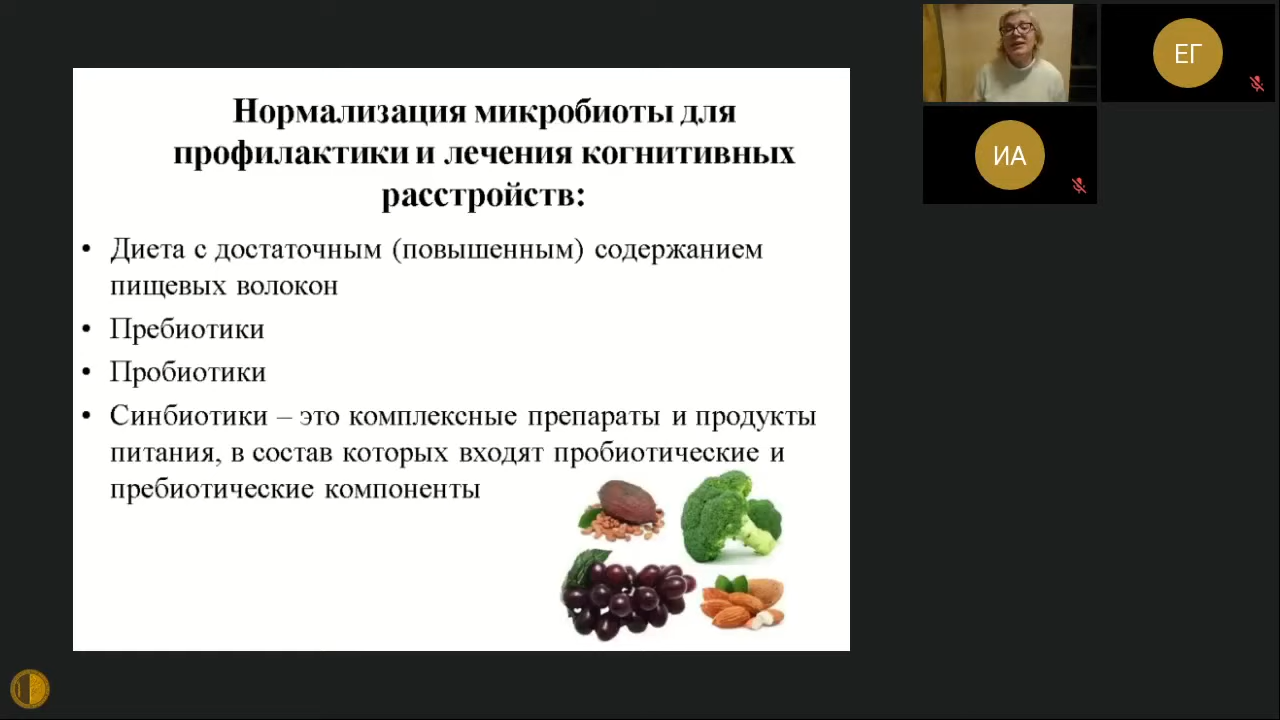 Нормализация микробиоты для
профилактики и лечения когнитивных
расстройств:
• Диета с достаточным (повышенным) содержанием
пищевых волокон
• Пребиотики
• Пробиотики
• Синбиотики – это комплексные препараты и продукты
питания, в состав которых входят пробиотические и
пребиотические компоненты
ЕГ
ИА